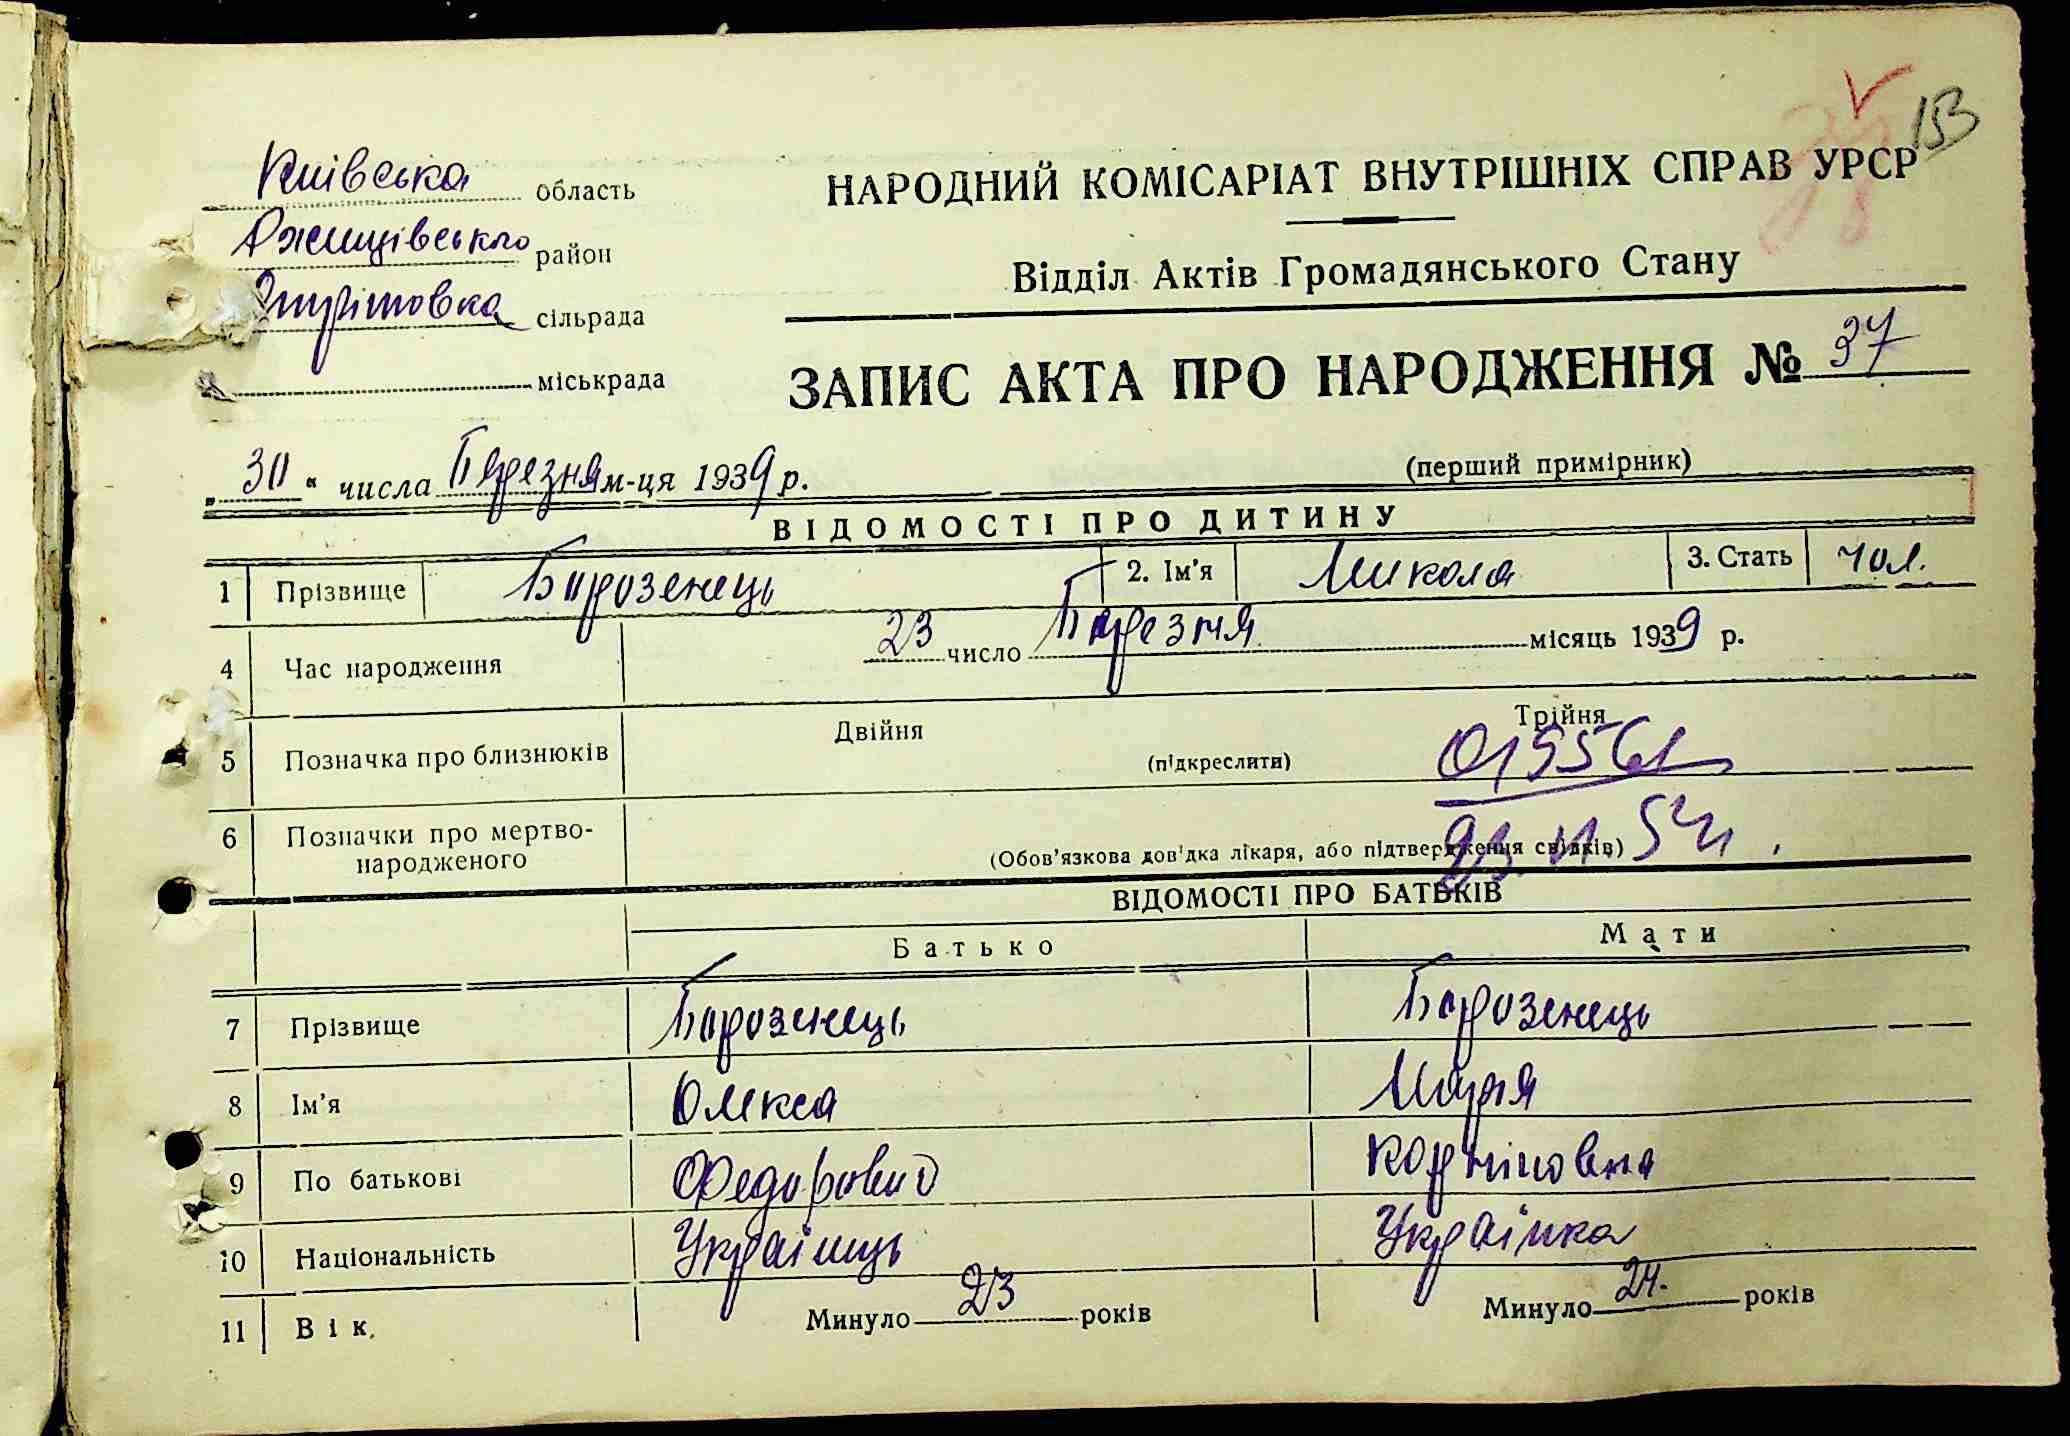 153
Київська область
Ржищівського район
сільрада
міськрада
НАРОДНИЙ КОМІСАРІАТ ВНУТРІШНІХ СПРАВ УРСР
Відділ Актів Громадянського Стану
ЗАПИС АКТА ПРО НАРОДЖЕННЯ № 37
(перший примірник)
„30“ числа Березня м-ця 1939 р.
ВІДОМОСТІ ПРО ДИТИНУ
1 Прізвище Борозенець 2. Ім'я Микола 3. Стать чол.
4 Час народження 23 число Березня місяць 1939 р.
5 Позначка про близнюків Двійня (підкреслити) Трійня
6 Позначки про мертво-
народженого (Обов'язкова дов'дка лікаря, або підтвердження свідків)
ВІДОМОСТІ ПРО БАТЬКІВ
Батько Мати
7 Прізвище Борозенець Борозенець
8 Ім'я Олекса Марія
9 По батькові Федорович
10 Національність Українець Українка
11 Вік. Минуло 23 років Минуло 24. років